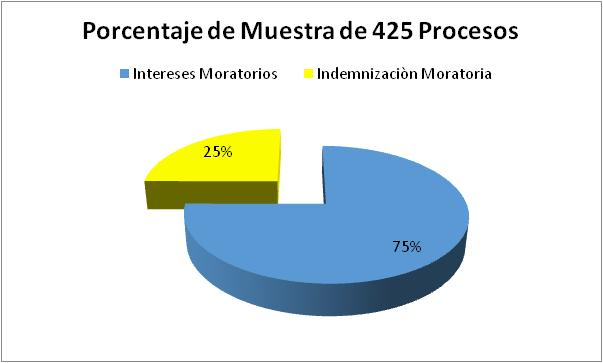 Porcentaje de Muestra de 425 Procesos
Intereses Moratorios Indemnizaciòn Moratoria
25%
75%